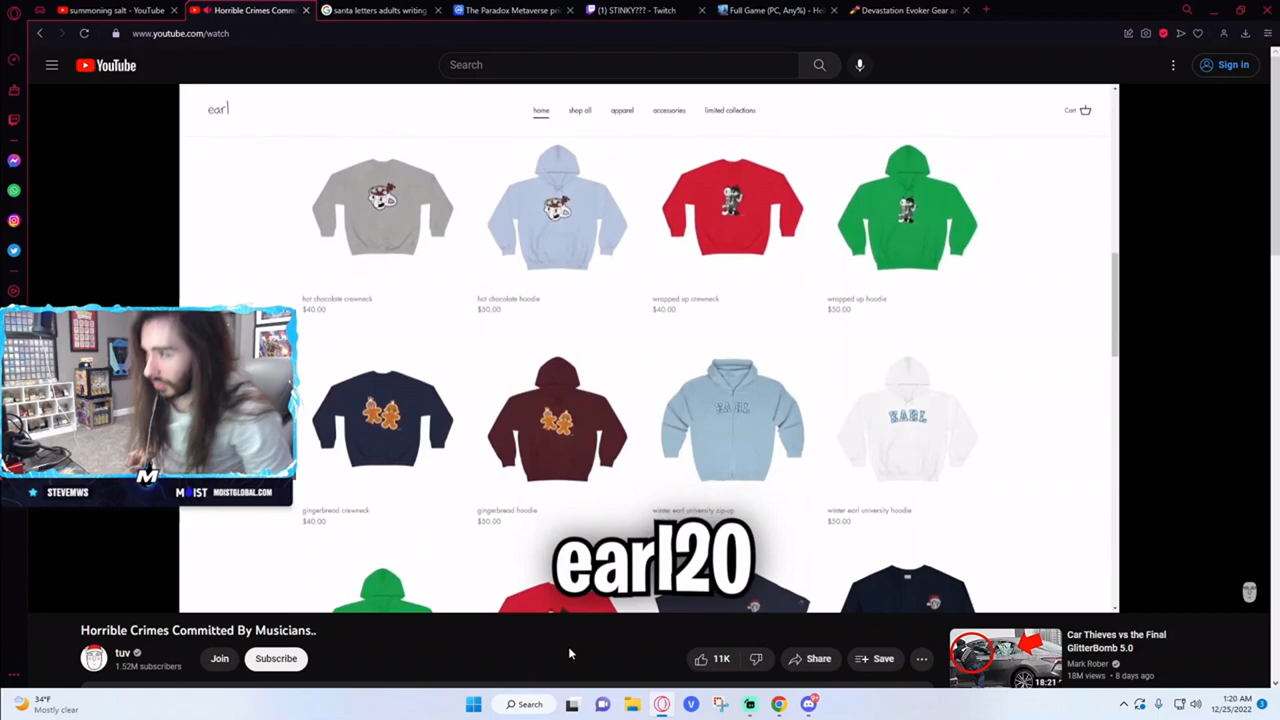 summoning salt - YouTube
Horrible Crimes Comm
santa letters adults writing
The Paradox Metaverse pr
(1) STINKY!?! - Twitch
Full Game (PC, Any%) - He
Devastation Evoker Gear an
www.youtube.com/watch
YouTube
Search
Sign in
earl
home
shop all
apparel
accessories
limited collections
Cart
hot chocolate crewneck
$40.00
hot chocolate hoodie
$50.00
wrapped up crewneck
$40.00
wrapped up hoodie
$50.00
EARL
EARL
gingerbread crewneck
$40.00
gingerbread hoodie
$50.00
winter earl university zip-up
winter earl university hoodie
$50.00
earl20
STEVEMWS
M
MOIST
MOISTGLOBAL.COM
Horrible Crimes Committed By Musicians..
tuv
1.52M subscribers
Join
Subscribe
11K
Share
Save
Car Thieves vs the Final
GlitterBomb 5.0
Mark Rober
18M views • 8 days ago
18:21
34°F
Mostly clear
Search
1:20 AM
12/25/2022